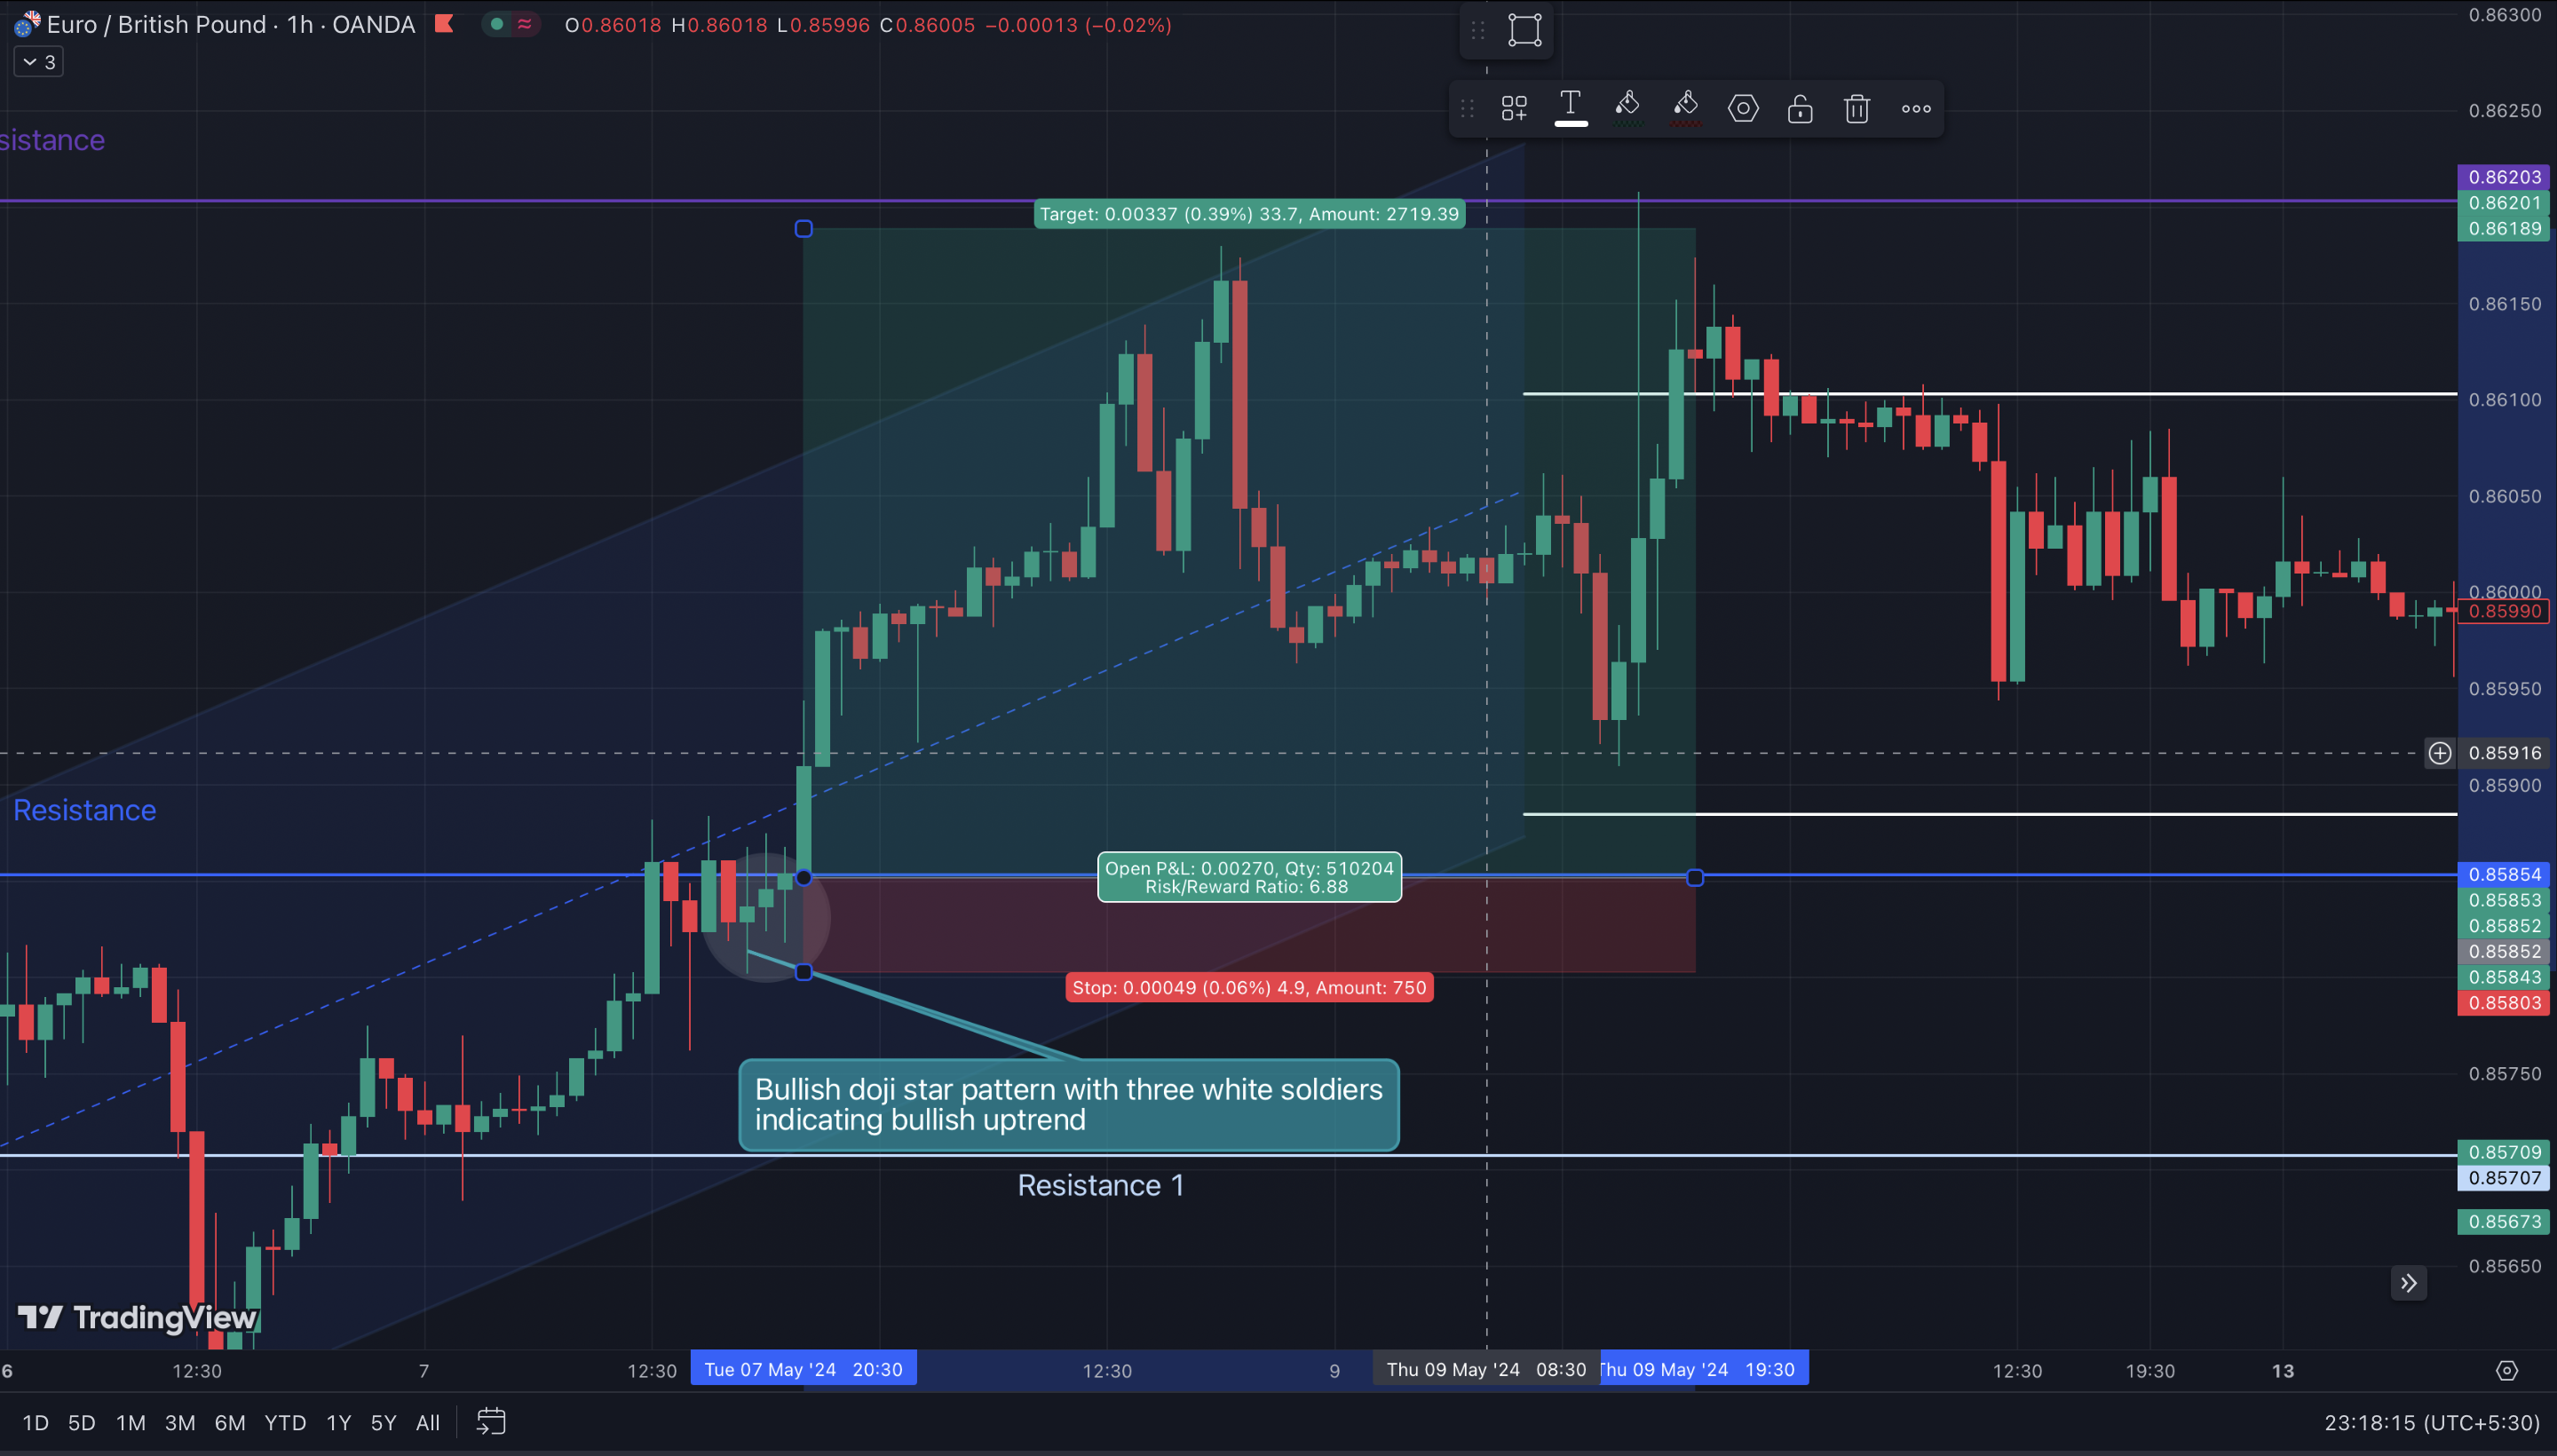 Euro / British Pound · 1h · OANDA
O0.86018 H0.86018 L0.85996 C0.86005 −0.00013 (−0.02%)
3
sistance
Target: 0.00337 (0.39%) 33.7, Amount: 2719.39
Resistance
Open P&L: 0.00270, Qty: 510204
Risk/Reward Ratio: 6.88
Stop: 0.00049 (0.06%) 4.9, Amount: 750
Bullish doji star pattern with three white soldiers
indicating bullish uptrend
Resistance 1
TradingView
0.86300
0.86250
0.86203
0.86201
0.86189
0.86150
0.86100
0.86050
0.86000
0.85990
0.85950
0.85916
0.85900
0.85854
0.85853
0.85852
0.85852
0.85843
0.85803
0.85750
0.85709
0.85707
0.85673
0.85650
6 12:30 7 12:30 Tue 07 May '24 20:30 12:30 9 Thu 09 May '24 08:30 Thu 09 May '24 19:30 12:30 19:30 13
1D 5D 1M 3M 6M YTD 1Y 5Y All
23:18:15 (UTC+5:30)